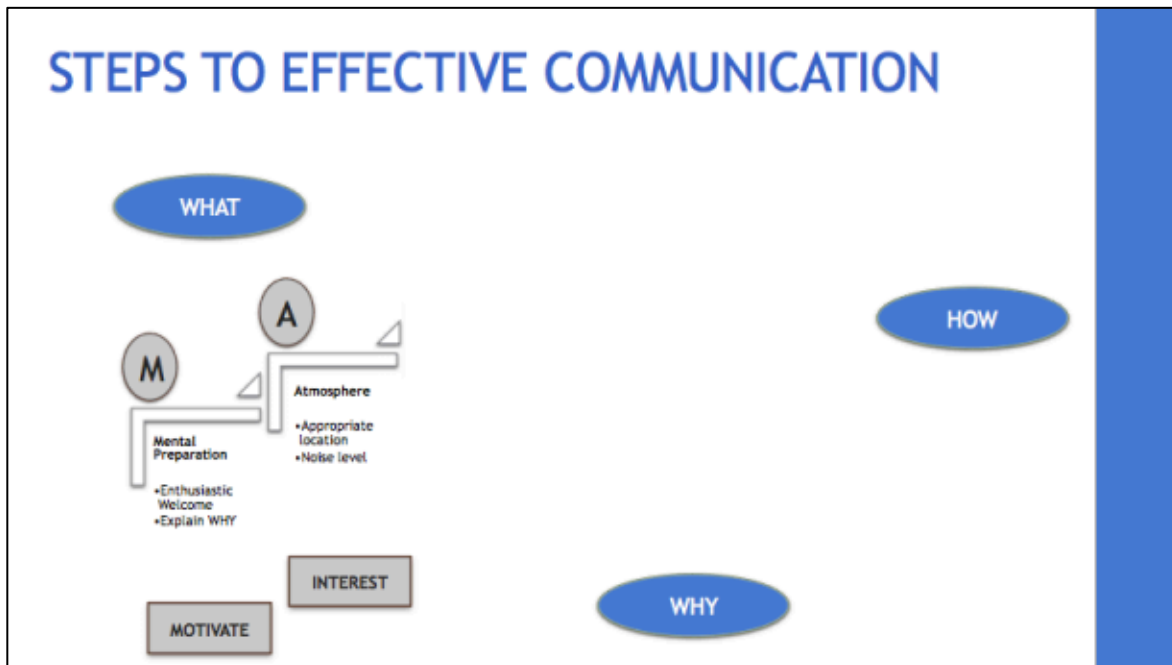 STEPS TO EFFECTIVE COMMUNICATION
WHAT
HOW
A
M
Atmosphere
•Appropriate
location
•Noise level
Mental
Preparation
•Enthusiastic
Welcome
•Explain WHY
INTEREST
MOTIVATE
WHY